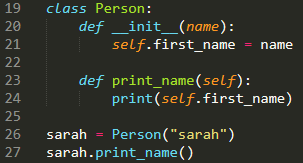 19 class Person:
20     def __init__(name):
21         self.first_name = name
22
23     def print_name(self):
24         print(self.first_name)
25
26 sarah = Person("sarah")
27 sarah.print_name()